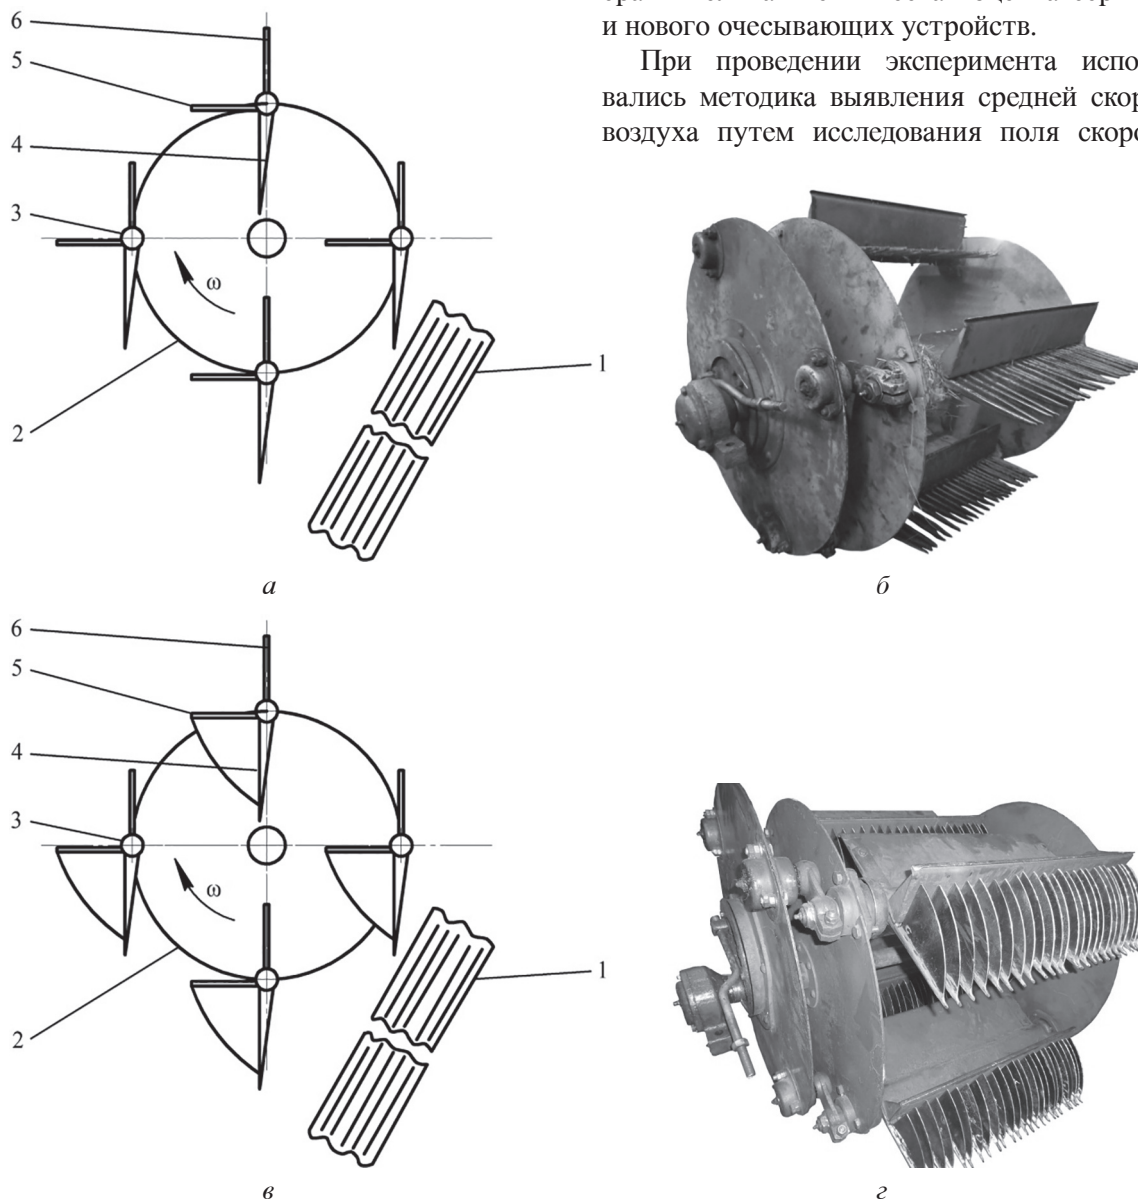 и нового очесывающих устройств.
При проведении эксперимента испо
вались методика выявления средней скор
воздуха путем исследования поля скоро
6
5
4
3
ω
2
1
а
б
6
5
4
3
ω
2
1
в
г